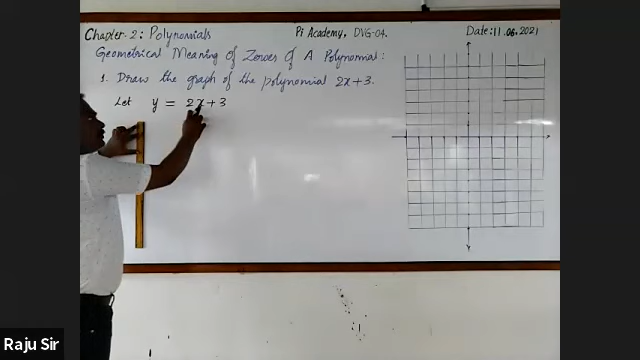 Chapter-2: Polynomials Pi Academy, DVG-04. Date:11.06.2021
Geometrical Meaning of Zeroes Of A Polynomial:
1. Draw the graph of the polynomial 2x+3.
Let y = 2x+3
Raju Sir